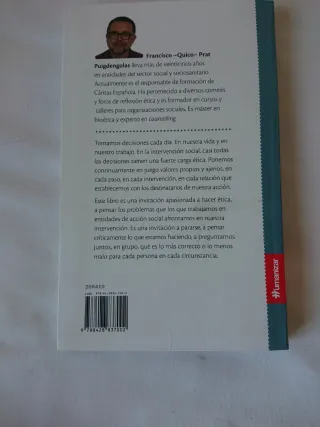 Francisco «Quico» Prat
Puigdengolas lleva más de veinticinco años
en entidades del sector social y sociosanitario.
Actualmente es el responsable de formación de
Cáritas Española. Ha pertenecido a diversos comités
y foros de reflexión ética y es formador en cursos y
talleres para organizaciones sociales. Es máster en
bioética y experto en counselling.
Tomamos decisiones cada día. En nuestra vida y en
nuestro trabajo. En la intervención social, casi todas
las decisiones tienen una fuerte carga ética. Ponemos
continuamente en juego valores propios y ajenos, en
cada paso, en cada intervención, en cada relación que
establecemos con los destinatarios de nuestra acción.
Este libro es una invitación apasionada a hacer ética,
a pensar los problemas que los que trabajamos en
entidades de acción social afrontamos en nuestra
intervención. Es una invitación a pararse, a pensar
críticamente lo que estamos haciendo, a preguntarnos
juntos, en grupo, qué es lo más correcto o lo menos
malo para cada persona en cada circunstancia.
humanizar